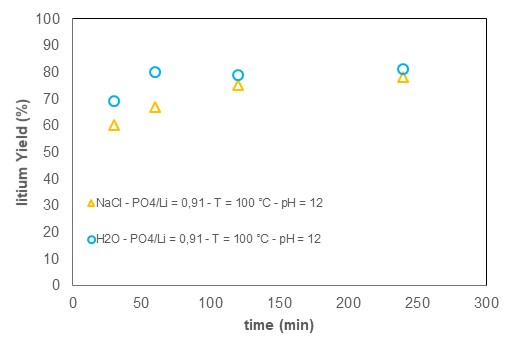 100
90
80
70
60
50
40
30
20
10
0
litium Yield (%)
NaCl - PO4/Li = 0,91 - T = 100 °C - pH = 12
H2O - PO4/Li = 0,91 - T = 100 °C - pH = 12
0 50 100 150 200 250 300
time (min)